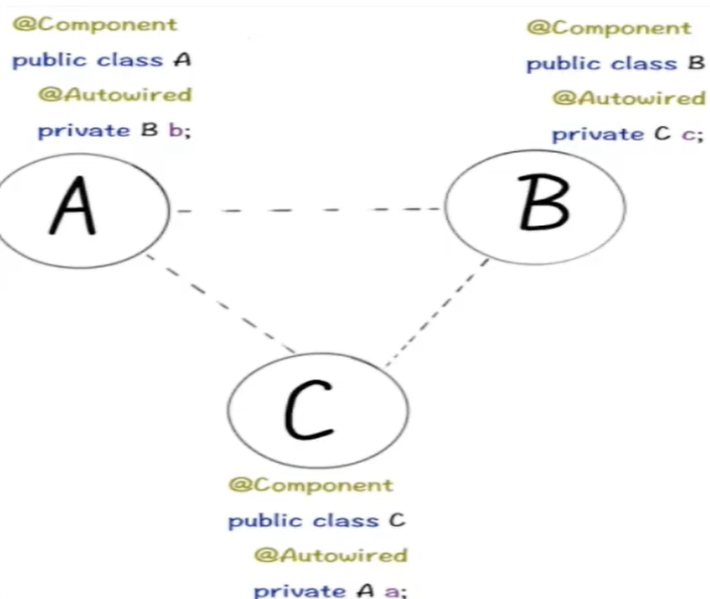 @Component
public class A
@Autowired
private B b;
@Component
public class B
@Autowired
private C c;
A
B
C
@Component
public class C
@Autowired
private A a;